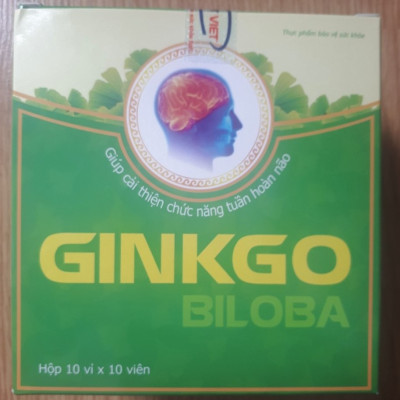 VIET
Thực phẩm bảo vệ sức khỏe
Giúp cải thiện chức năng tuần hoàn não
GINKGO
BILOBA
Hộp 10 vỉ x 10 viên